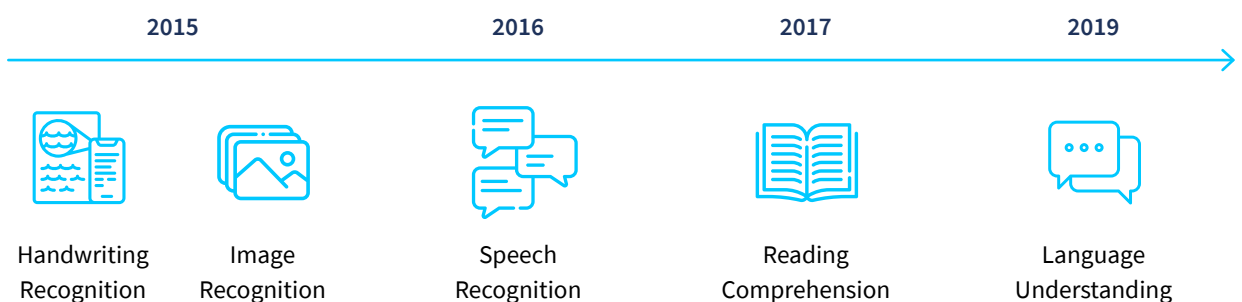 2015
2016
2017
2019
Handwriting
Recognition
Image
Recognition
Speech
Recognition
Reading
Comprehension
Language
Understanding